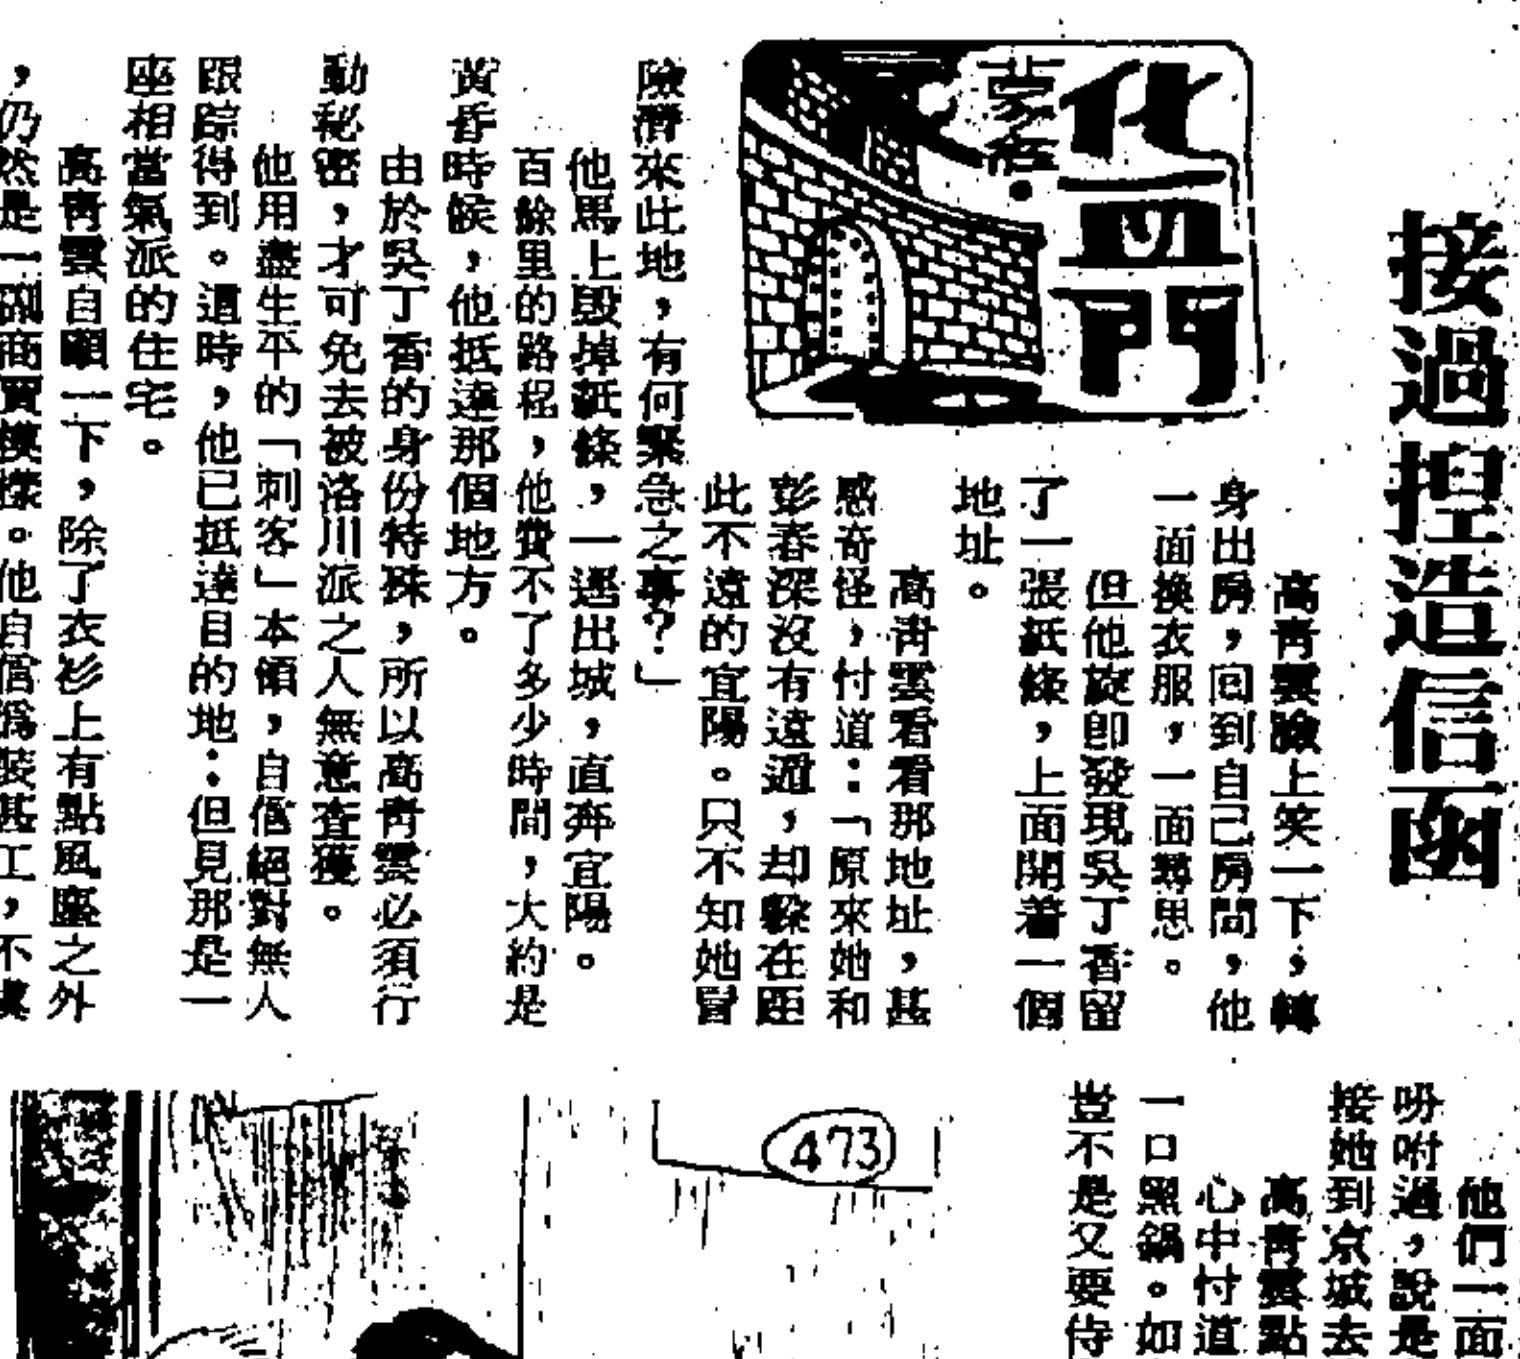 接過捏造信函
化血門
蒙香
高青雲臉上笑一下，轉
身出房，回到自己房間，他
一面換衣服，一面尋思。
但他旋即發現吳丁香留
了一張紙條，上面開着一個
地址。
高青雲看看那地址，甚
感奇怪，忖道：「原來她和
彭春深沒有遠遁，却躲在距
此不遠的宜陽。只不知她冒
險潛來此地，有何緊急之事？」
他馬上毀掉紙條，一逕出城，直奔宜陽。
百餘里的路程，他費不了多少時間，大約是
黃昏時候，他抵達那個地方。
由於吳丁香的身份特殊，所以高青雲必須行
動秘密，才可免去被洛川派之人無意查獲。
他用盡生平的「刺客」本領，自信絕對無人
跟踪得到。這時，他已抵達目的地：但見那是一
座相當氣派的住宅。
高青雲自顧一下，除了衣衫上有點風塵之外
，仍然是一副商賈模樣。他自信僞裝甚工，不虞
他們一面
吩咐過，說是
接她到京城去
高青雲點
心中忖道
一口黑鍋。如
豈不是又要侍
473